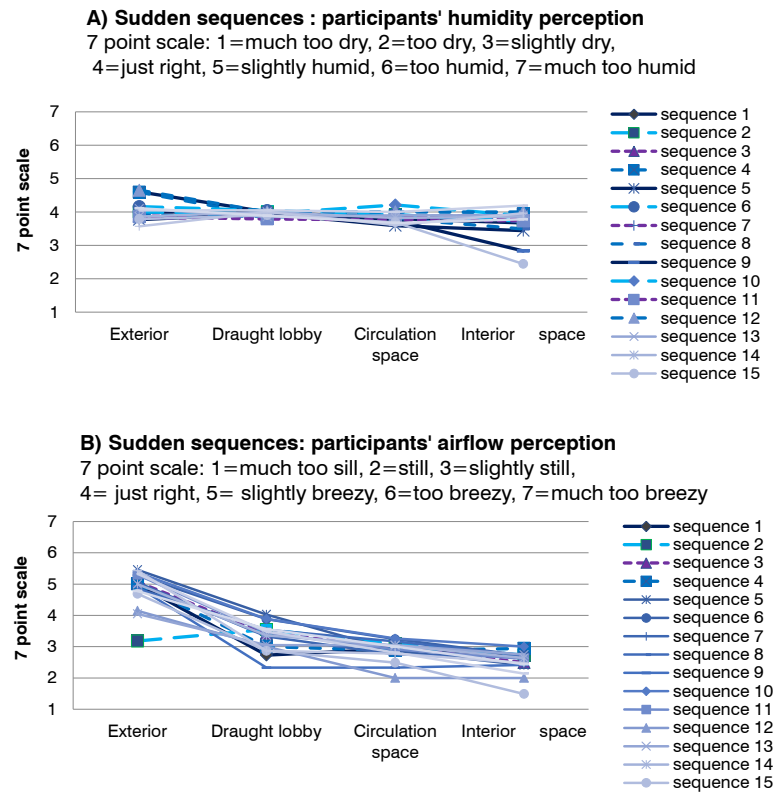 A) Sudden sequences : participants' humidity perception
7 point scale: 1=much too dry, 2=too dry, 3=slightly dry,
4=just right, 5=slightly humid, 6=too humid, 7=much too humid
7
6
5
4
3
2
1
7 point scale
Exterior Draught lobby Circulation space Interior space
sequence 1
sequence 2
sequence 3
sequence 4
sequence 5
sequence 6
sequence 7
sequence 8
sequence 9
sequence 10
sequence 11
sequence 12
sequence 13
sequence 14
sequence 15
B) Sudden sequences: participants' airflow perception
7 point scale: 1=much too sill, 2=still, 3=slightly still,
4= just right, 5= slightly breezy, 6=too breezy, 7=much too breezy
7
6
5
4
3
2
1
7 point scale
Exterior Draught lobby Circulation space Interior space
sequence 1
sequence 2
sequence 3
sequence 4
sequence 5
sequence 6
sequence 7
sequence 8
sequence 9
sequence 10
sequence 11
sequence 12
sequence 13
sequence 14
sequence 15